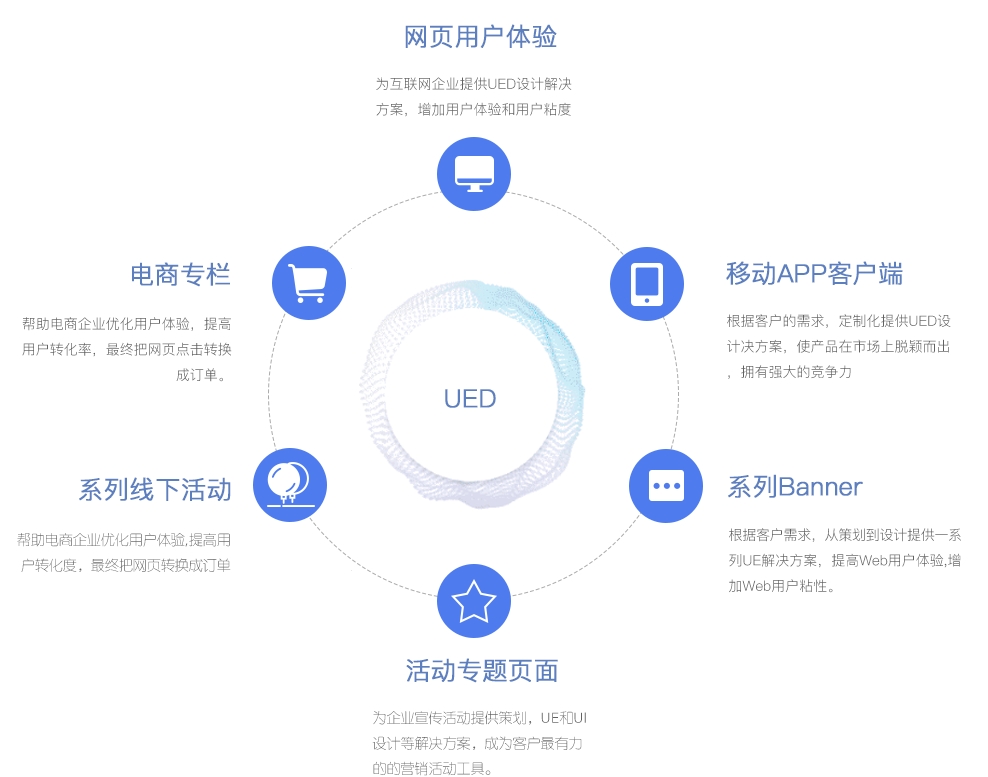 网页用户体验
为互联网企业提供UED设计解决
方案，增加用户体验和用户粘度
电商专栏
帮助电商企业优化用户体验，提高
用户转化率，最终把网页点击转换
成订单。
移动APP客户端
根据客户的需求，定制化提供UED设
计决方案，使产品在市场上脱颖而出
，拥有强大的竞争力
UED
系列线下活动
帮助电商企业优化用户体验,提高用
户转化度，最终把网页转换成订单
系列Banner
根据客户需求，从策划到设计提供一系
列UE解决方案，提高Web用户体验,增
加Web用户粘性。
活动专题页面
为企业宣传活动提供策划，UE和UI
设计等解决方案，成为客户最有力
的的营销活动工具。